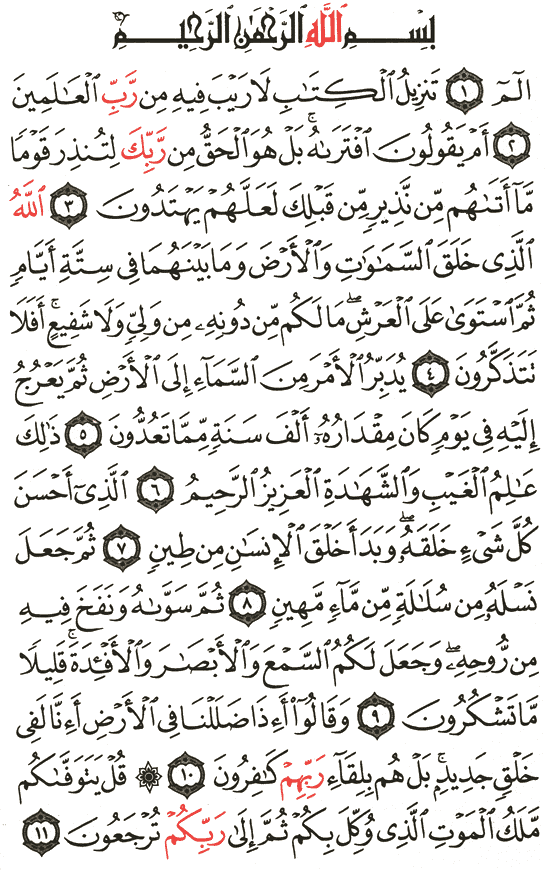 بِسْمِ ٱللَّهِ ٱلرَّحْمَٰنِ ٱلرَّحِيمِ
الٓمٓ ١ تَنزِيلُ ٱلْكِتَٰبِ لَا رَيْبَ فِيهِ مِن رَّبِّ ٱلْعَٰلَمِينَ
٢ أَمْ يَقُولُونَ ٱفْتَرَىٰهُ ۚ بَلْ هُوَ ٱلْحَقُّ مِن رَّبِّكَ لِتُنذِرَ قَوْمًا
مَّآ أَتَىٰهُم مِّن نَّذِيرٍ مِّن قَبْلِكَ لَعَلَّهُمْ يَهْتَدُونَ ٣ ٱللَّهُ
ٱلَّذِى خَلَقَ ٱلسَّمَٰوَٰتِ وَٱلْأَرْضَ وَمَا بَيْنَهُمَا فِى سِتَّةِ أَيَّامٍ
ثُمَّ ٱسْتَوَىٰ عَلَى ٱلْعَرْشِ ۖ مَا لَكُم مِّن دُونِهِۦ مِن وَلِىٍّ وَلَا شَفِيعٍ ۚ أَفَلَا
تَتَذَكَّرُونَ ٤ يُدَبِّرُ ٱلْأَمْرَ مِنَ ٱلسَّمَآءِ إِلَى ٱلْأَرْضِ ثُمَّ يَعْرُجُ
إِلَيْهِ فِى يَوْمٍ كَانَ مِقْدَارُهُۥٓ أَلْفَ سَنَةٍ مِّمَّا تَعُدُّونَ ٥ ذَٰلِكَ
عَٰلِمُ ٱلْغَيْبِ وَٱلشَّهَٰدَةِ ٱلْعَزِيزُ ٱلرَّحِيمُ ٦ ٱلَّذِىٓ أَحْسَنَ
كُلَّ شَىْءٍ خَلَقَهُۥ ۖ وَبَدَأَ خَلْقَ ٱلْإِنسَٰنِ مِن طِينٍ ٧ ثُمَّ جَعَلَ
نَسْلَهُۥ مِن سُلَٰلَةٍ مِّن مَّآءٍ مَّهِينٍ ٨ ثُمَّ سَوَّىٰهُ وَنَفَخَ فِيهِ
مِن رُّوحِهِۦ ۖ وَجَعَلَ لَكُمُ ٱلسَّمْعَ وَٱلْأَبْصَٰرَ وَٱلْأَفْـِٔدَةَ ۚ قَلِيلًا
مَّا تَشْكُرُونَ ٩ وَقَالُوٓا۟ أَءِذَا ضَلَلْنَا فِى ٱلْأَرْضِ أَءِنَّا لَفِى
خَلْقٍ جَدِيدٍۭ ۚ بَلْ هُم بِلِقَآءِ رَبِّهِمْ كَٰفِرُونَ ١٠ ۞ قُلْ يَتَوَفَّىٰكُم
مَّلَكُ ٱلْمَوْتِ ٱلَّذِى وُكِّلَ بِكُمْ ثُمَّ إِلَىٰ رَبِّكُمْ تُرْجَعُونَ ١١